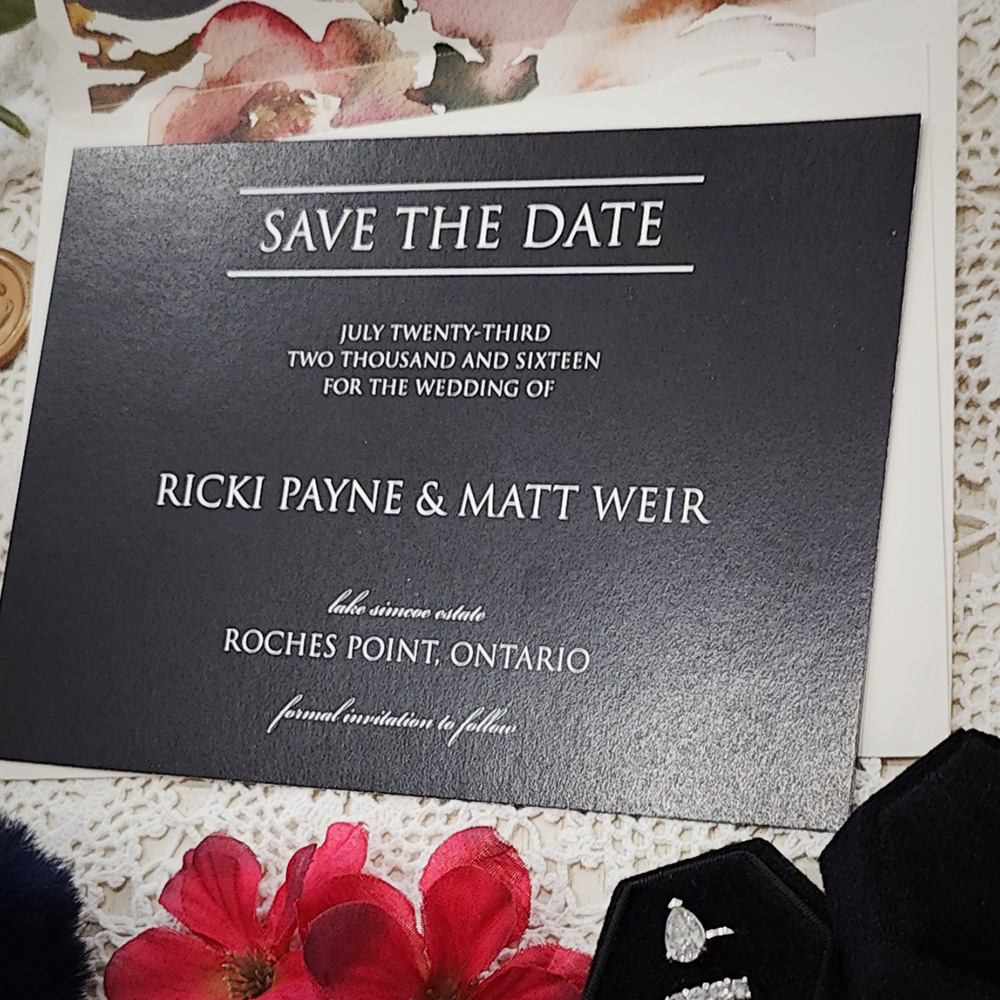 SAVE THE DATE
JULY TWENTY-THIRD
TWO THOUSAND AND SIXTEEN
FOR THE WEDDING OF
RICKI PAYNE & MATT WEIR
lake simcoe estate
ROCHES POINT, ONTARIO
formal invitation to follow